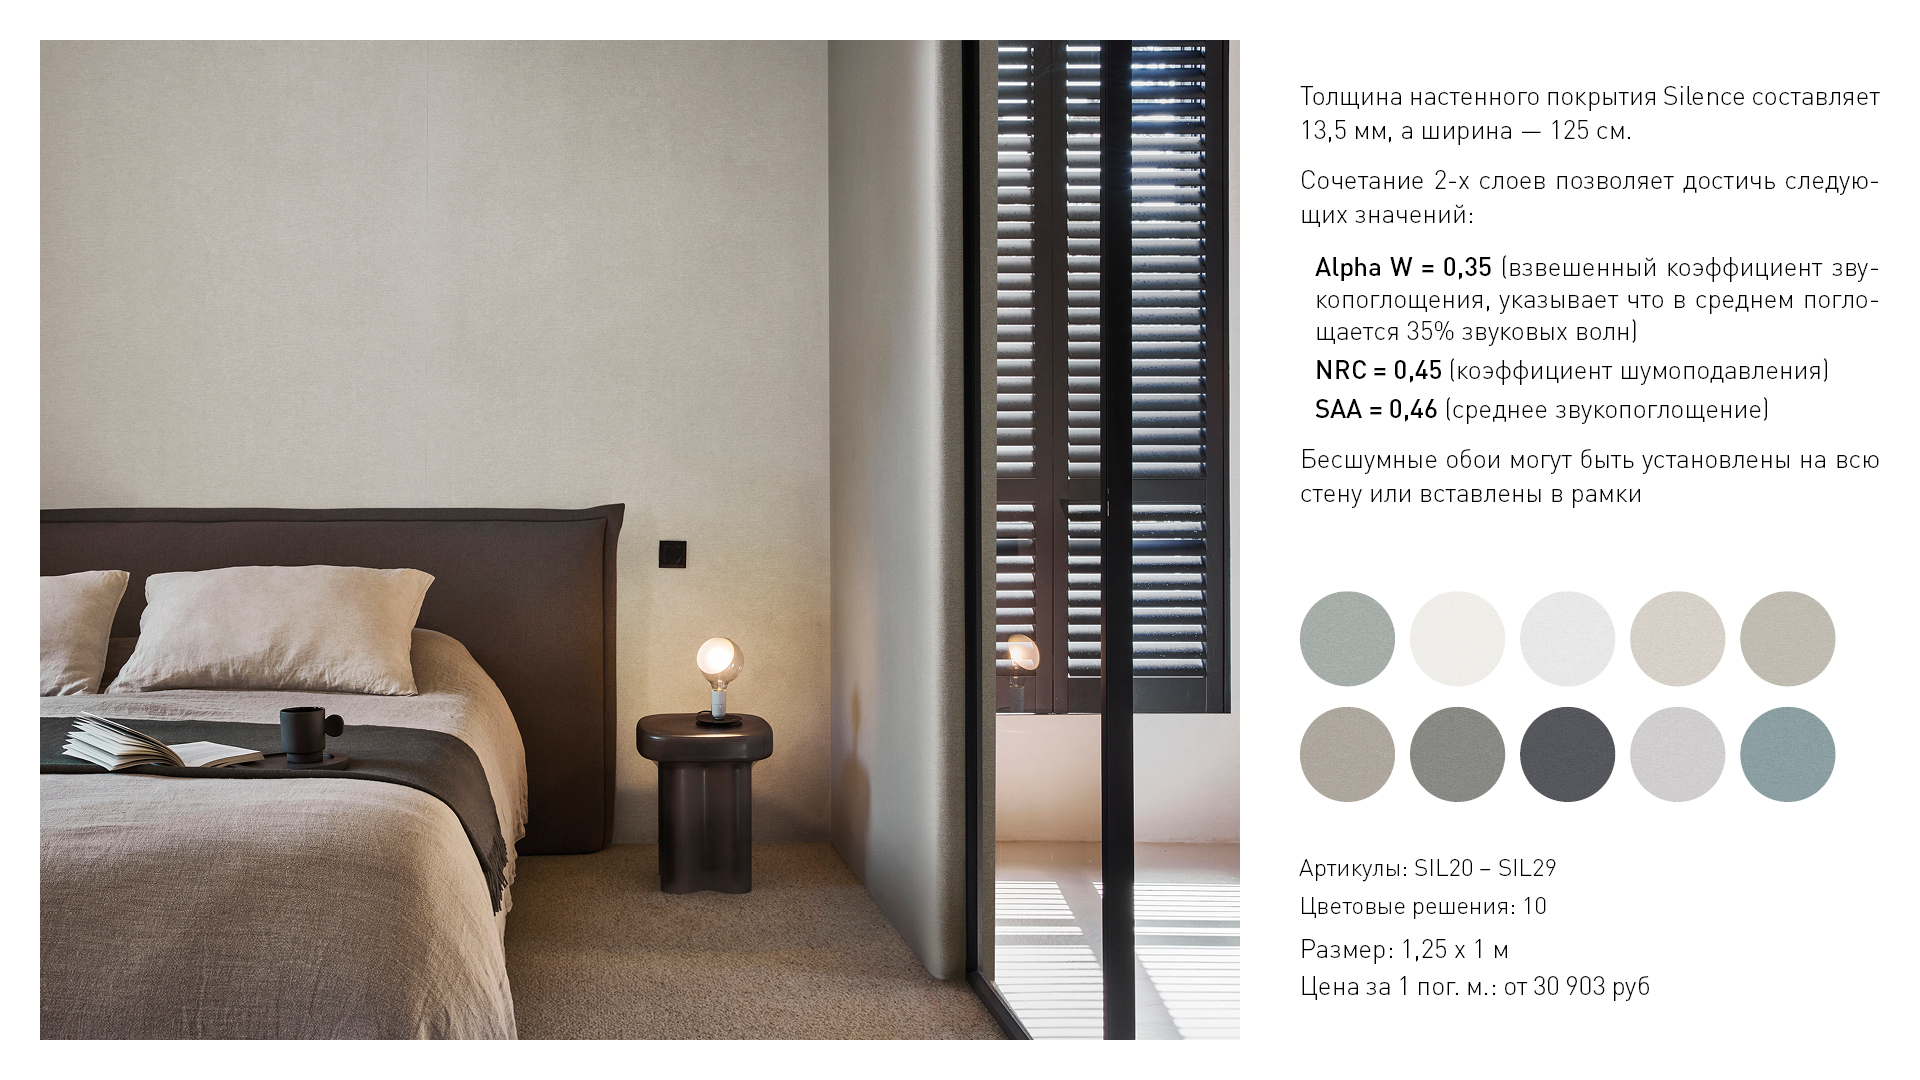 Толщина настенного покрытия Silence составляет
13,5 мм, а ширина — 125 см.
Сочетание 2-х слоев позволяет достичь следую-
щих значений:
Alpha W = 0,35 (взвешенный коэффициент зву-
копоглощения, указывает что в среднем погло-
щается 35% звуковых волн)
NRC = 0,45 (коэффициент шумоподавления)
SAA = 0,46 (среднее звукопоглощение)
Бесшумные обои могут быть установлены на всю
стену или вставлены в рамки
Артикулы: SIL20 – SIL29
Цветовые решения: 10
Размер: 1,25 x 1 м
Цена за 1 пог. м.: от 30 903 руб